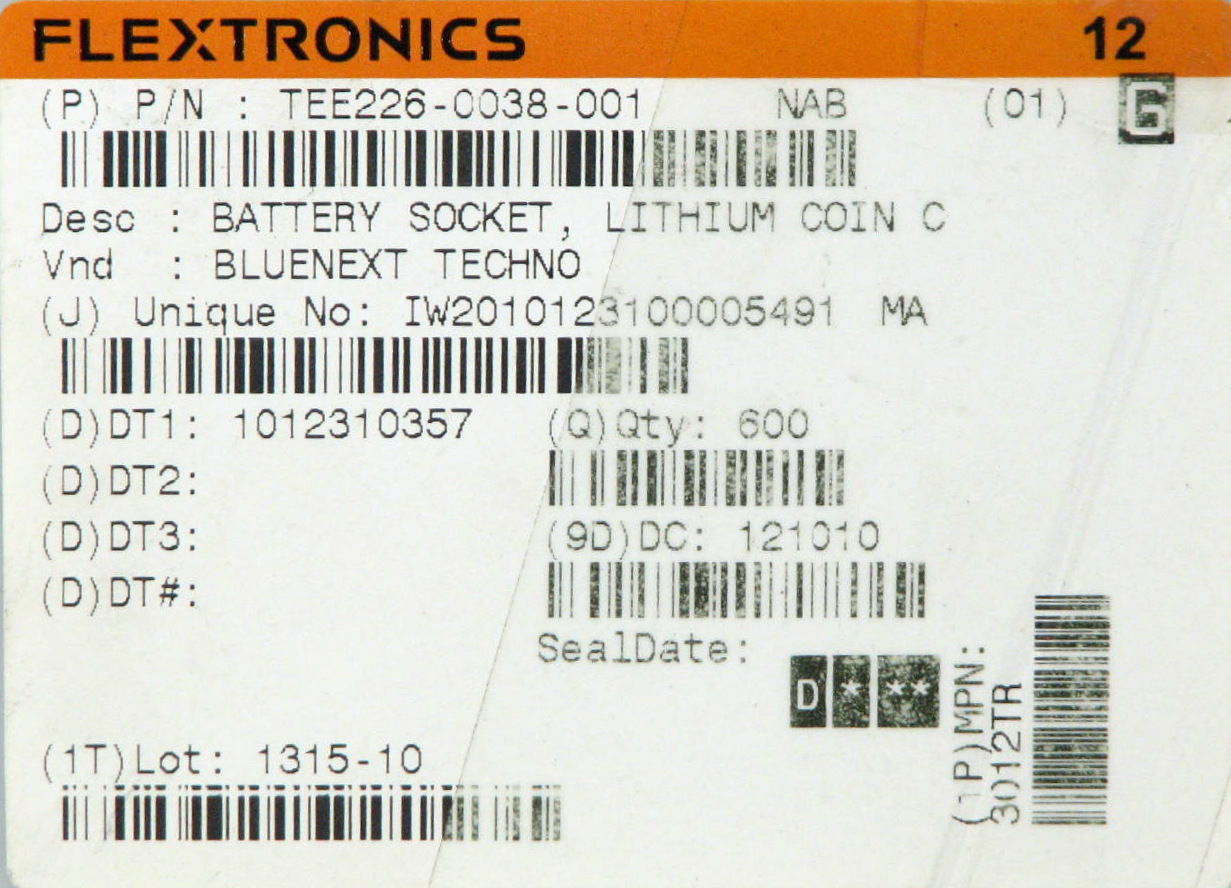 FLEXTRONICS 12
(P) P/N : TEE226-0038-001 NAB (01) G
Desc : BATTERY SOCKET, LITHIUM COIN C
Vnd : BLUENEXT TECHNO
(J) Unique No: IW2010123100005491 MA
(D)DT1: 1012310357 (Q)Qty: 600
(D)DT2:
(D)DT3: (9D)DC: 121010
(D)DT#:
SealDate:
D * **
(1P)MPN:
3012TR
(1T)Lot: 1315-10